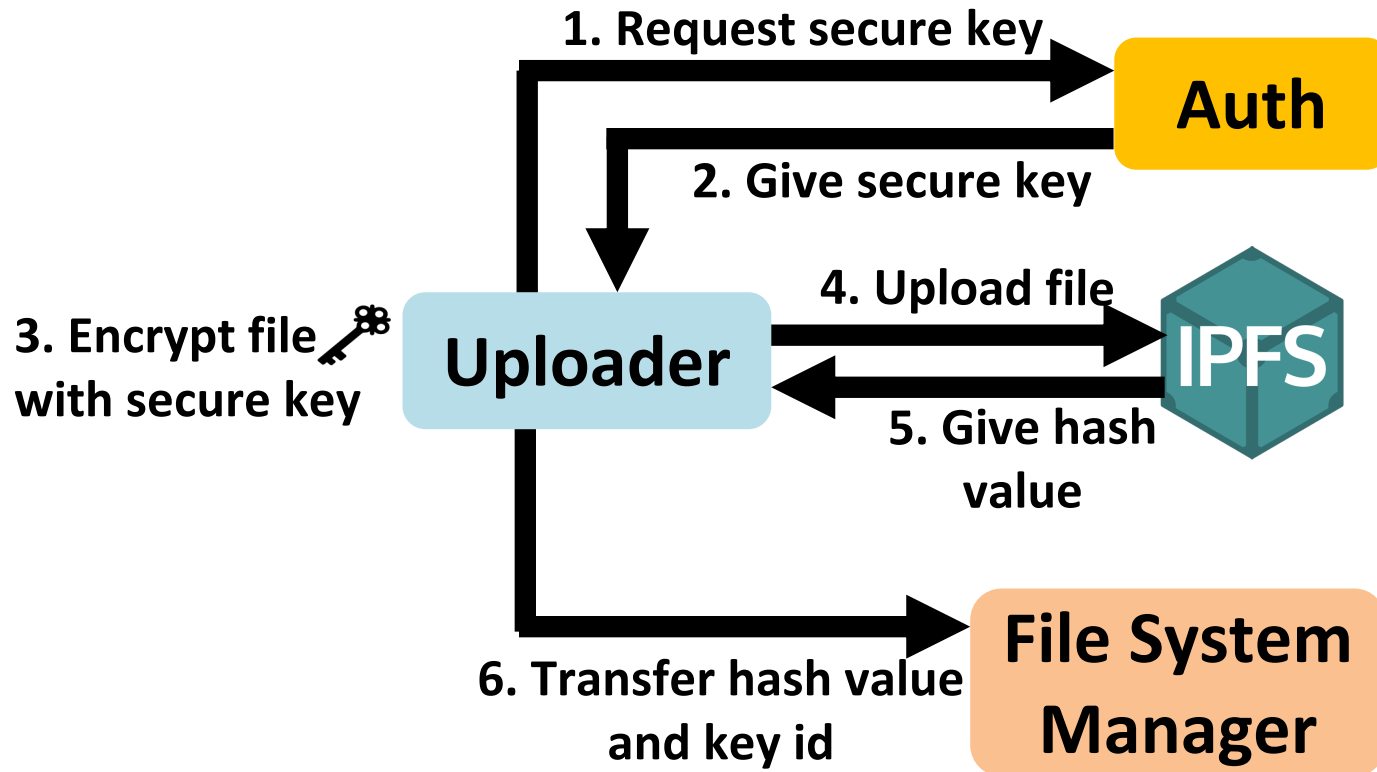 1. Request secure key
Auth
2. Give secure key
4. Upload file
IPFS
3. Encrypt file
with secure key
Uploader
5. Give hash
value
File System
Manager
6. Transfer hash value
and key id